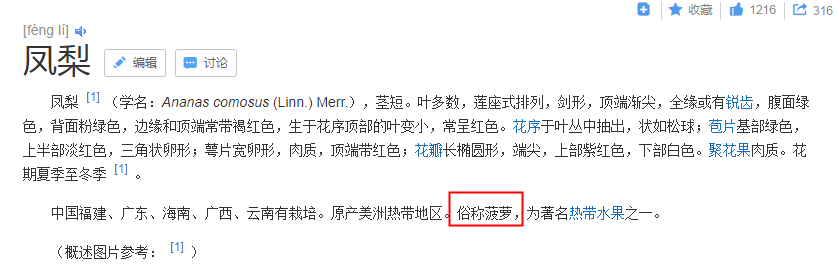 收藏 1216 316
[fèng lí]
凤梨 编辑 讨论
凤梨 [1] （学名：Ananas comosus (Linn.) Merr.），茎短。叶多数，莲座式排列，剑形，顶端渐尖，全缘或有锐齿，腹面绿
色，背面粉绿色，边缘和顶端常带褐红色，生于花序顶部的叶变小，常呈红色。花序于叶丛中抽出，状如松球；苞片基部绿色，
上半部淡红色，三角状卵形；萼片宽卵形，肉质，顶端带红色；花瓣长椭圆形，端尖，上部紫红色，下部白色。聚花果肉质。花
期夏季至冬季 [1] 。
中国福建、广东、海南、广西、云南有栽培。原产美洲热带地区。俗称菠萝，为著名热带水果之一。
（概述图片参考： [1] ）